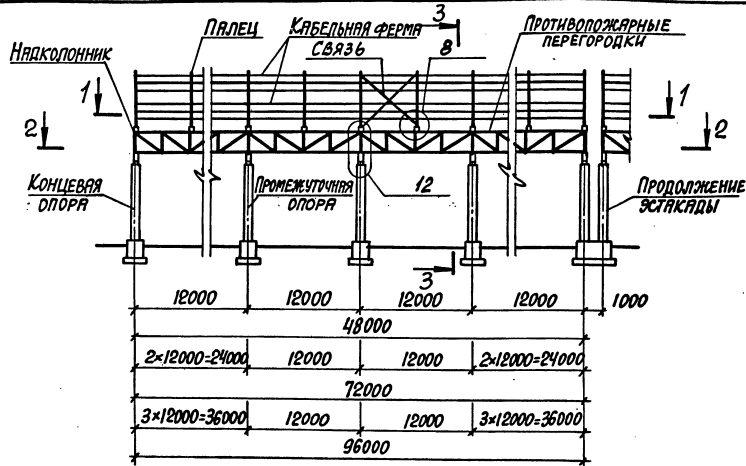 3
ПАЛЕЦ
КАБЕЛЬНАЯ ФЕРМА
ПРОТИВОПОЖАРНЫЕ
ПЕРЕГОРОДКИ
СВЯЗЬ
8
НАДКОЛОННИК
1
1
2
2
КОНЦЕВАЯ
ОПОРА
ПРОМЕЖУТОЧНАЯ
ОПОРА
12
ПРОДОЛЖЕНИЕ
ЭСТАКАДЫ
3
12000
12000
12000
12000
1000
48000
2×12000=24000
12000
12000
2×12000=24000
72000
3×12000=36000
12000
12000
3×12000=36000
96000